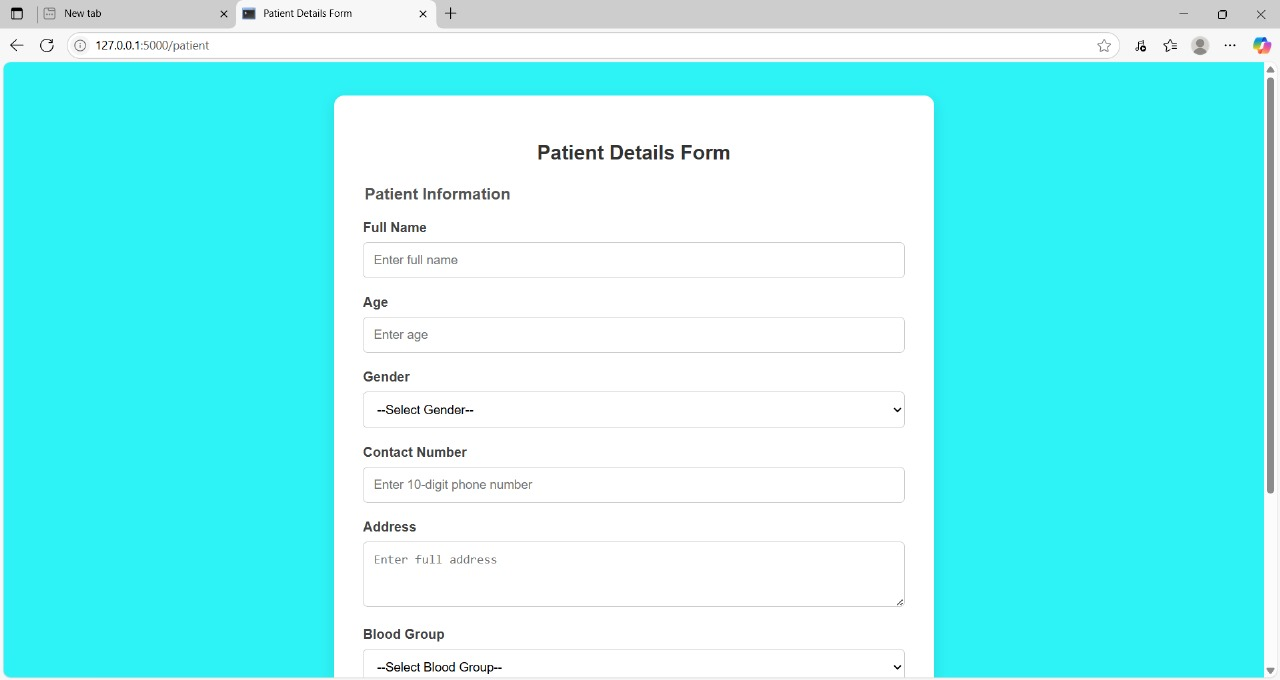 New tab
Patient Details Form
127.0.0.1:5000/patient
Patient Details Form
Patient Information
Full Name
Enter full name
Age
Enter age
Gender
--Select Gender--
Contact Number
Enter 10-digit phone number
Address
Enter full address
Blood Group
--Select Blood Group--